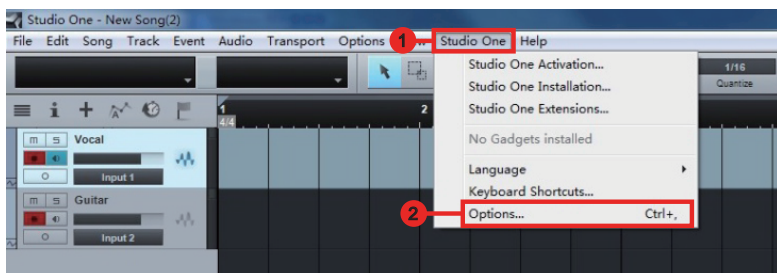 Studio One - New Song(2)
File Edit Song Track Event Audio Transport Options 1 Studio One Help
Studio One Activation...
Studio One Installation...
Studio One Extensions...
No Gadgets installed
Language
Keyboard Shortcuts...
2 Options... Ctrl+,
1/16
Quantize
1
2
4/4
m s Vocal
Input 1
m s Guitar
Input 2